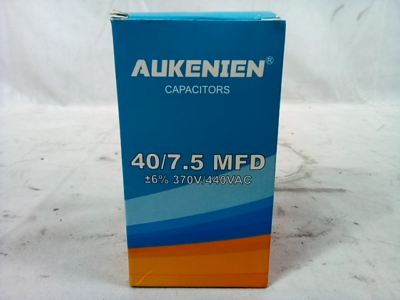 AUKENIEN®
CAPACITORS
40/7.5 MFD
±6% 370V/440VAC